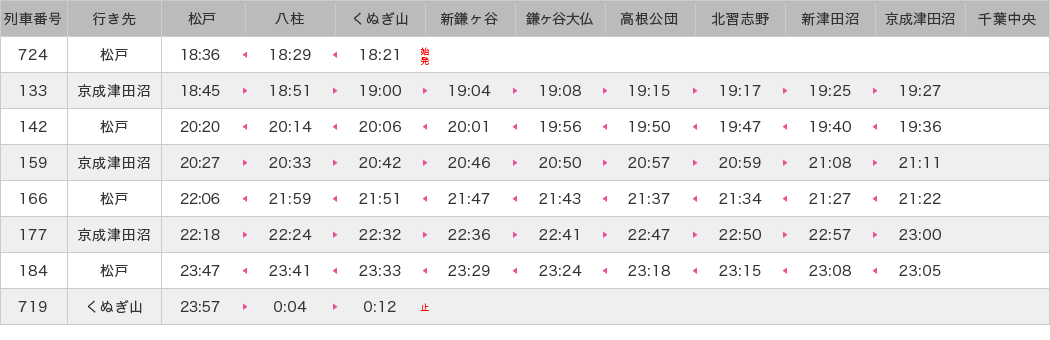 列車番号 行き先 松戸 八柱 くぬぎ山 新鎌ヶ谷 鎌ヶ谷大仏 高根公団 北習志野 新津田沼 京成津田沼 千葉中央
724 松戸 18:36 18:29 18:21 始発
133 京成津田沼 18:45 18:51 19:00 19:04 19:08 19:15 19:17 19:25 19:27
142 松戸 20:20 20:14 20:06 20:01 19:56 19:50 19:47 19:40 19:36
159 京成津田沼 20:27 20:33 20:42 20:46 20:50 20:57 20:59 21:08 21:11
166 松戸 22:06 21:59 21:51 21:47 21:43 21:37 21:34 21:27 21:22
177 京成津田沼 22:18 22:24 22:32 22:36 22:41 22:47 22:50 22:57 23:00
184 松戸 23:47 23:41 23:33 23:29 23:24 23:18 23:15 23:08 23:05
719 くぬぎ山 23:57 0:04 0:12 止